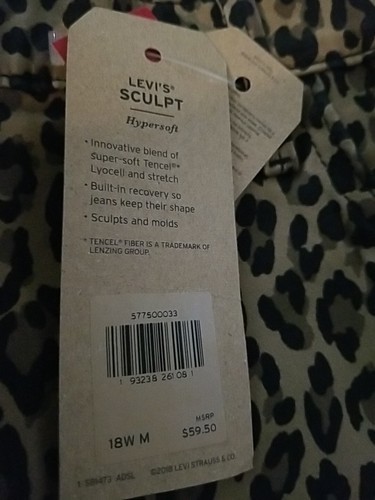 LEVI'S®
SCULPT
Hypersoft
• Innovative blend of
super-soft Tencel®*
Lyocell and stretch
• Built-in recovery so
jeans keep their shape
• Sculpts and molds
* TENCEL® FIBER IS A TRADEMARK OF
LENZING GROUP.
577500033
1 93238 26108 1
MSRP
18W M $59.50
ADSL ©2018 LEVI STRAUSS & CO.